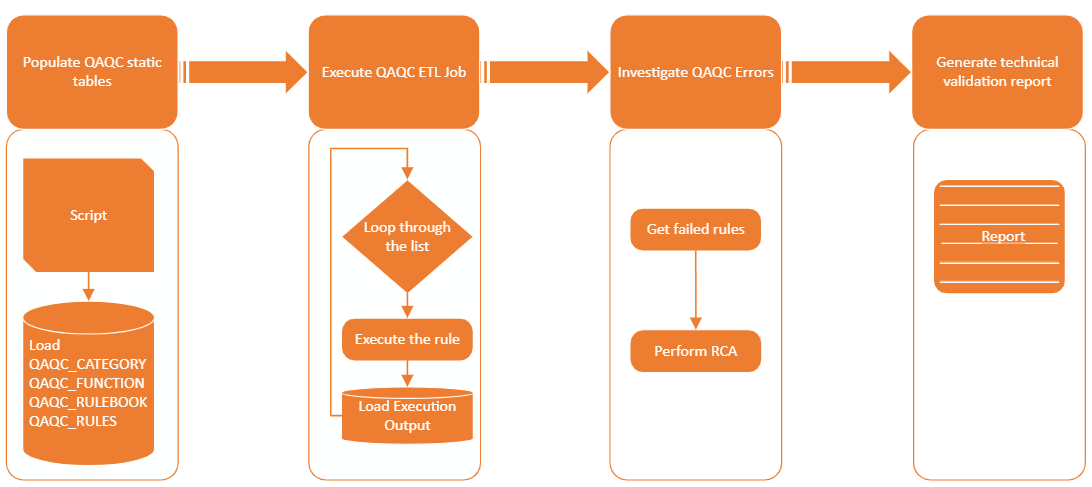 Populate QAQC static
tables
Execute QAQC ETL Job
Investigate QAQC Errors
Generate technical
validation report
Script
Load
QAQC_CATEGORY
QAQC_FUNCTION
QAQC_RULEBOOK
QAQC_RULES
Loop through
the list
Execute the rule
Load Execution
Output
Get failed rules
Perform RCA
Report